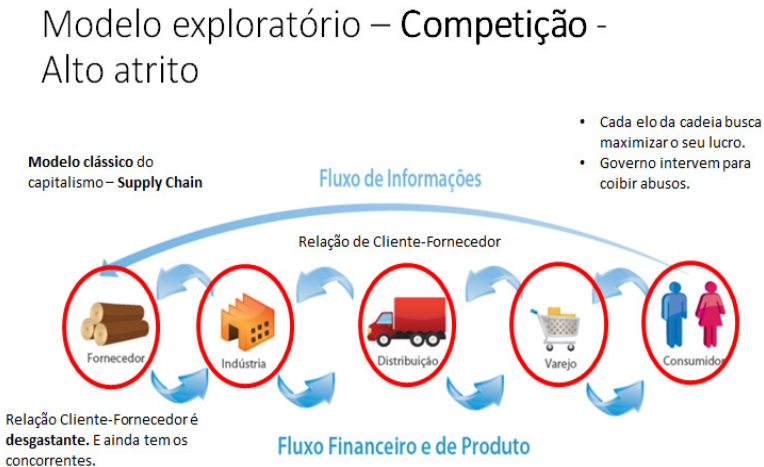 Modelo exploratório – Competição -
Alto atrito
Cada elo da cadeia busca
maximizar o seu lucro.
Governo intervem para
coibir abusos.
Modelo clássico do
capitalismo – Supply Chain
Fluxo de Informações
Relação de Cliente-Fornecedor
Fornecedor
Indústria
Distribuição
Varejo
Consumidor
Relação Cliente-Fornecedor é
desgastante. E ainda tem os
concorrentes.
Fluxo Financeiro e de Produto